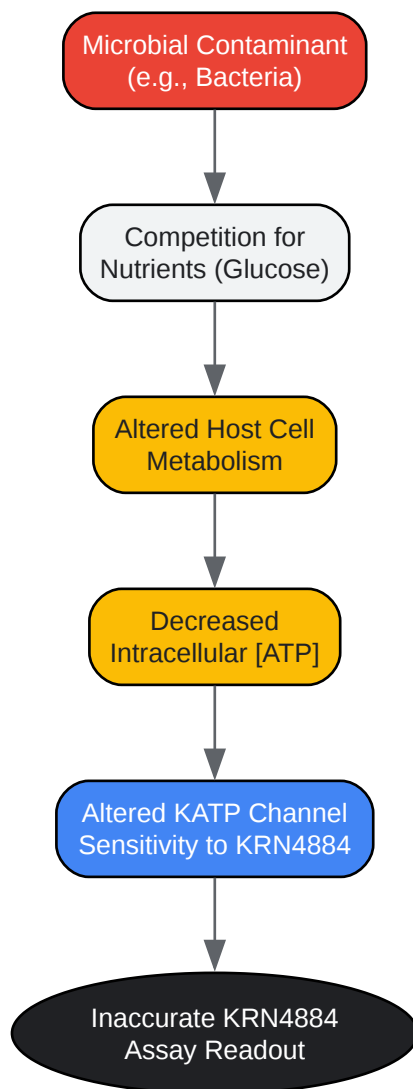 Microbial Contaminant
(e.g., Bacteria)
Competition for
Nutrients (Glucose)
Altered Host Cell
Metabolism
Decreased
Intracellular [ATP]
Altered KATP Channel
Sensitivity to KRN4884
Inaccurate KRN4884
Assay Readout